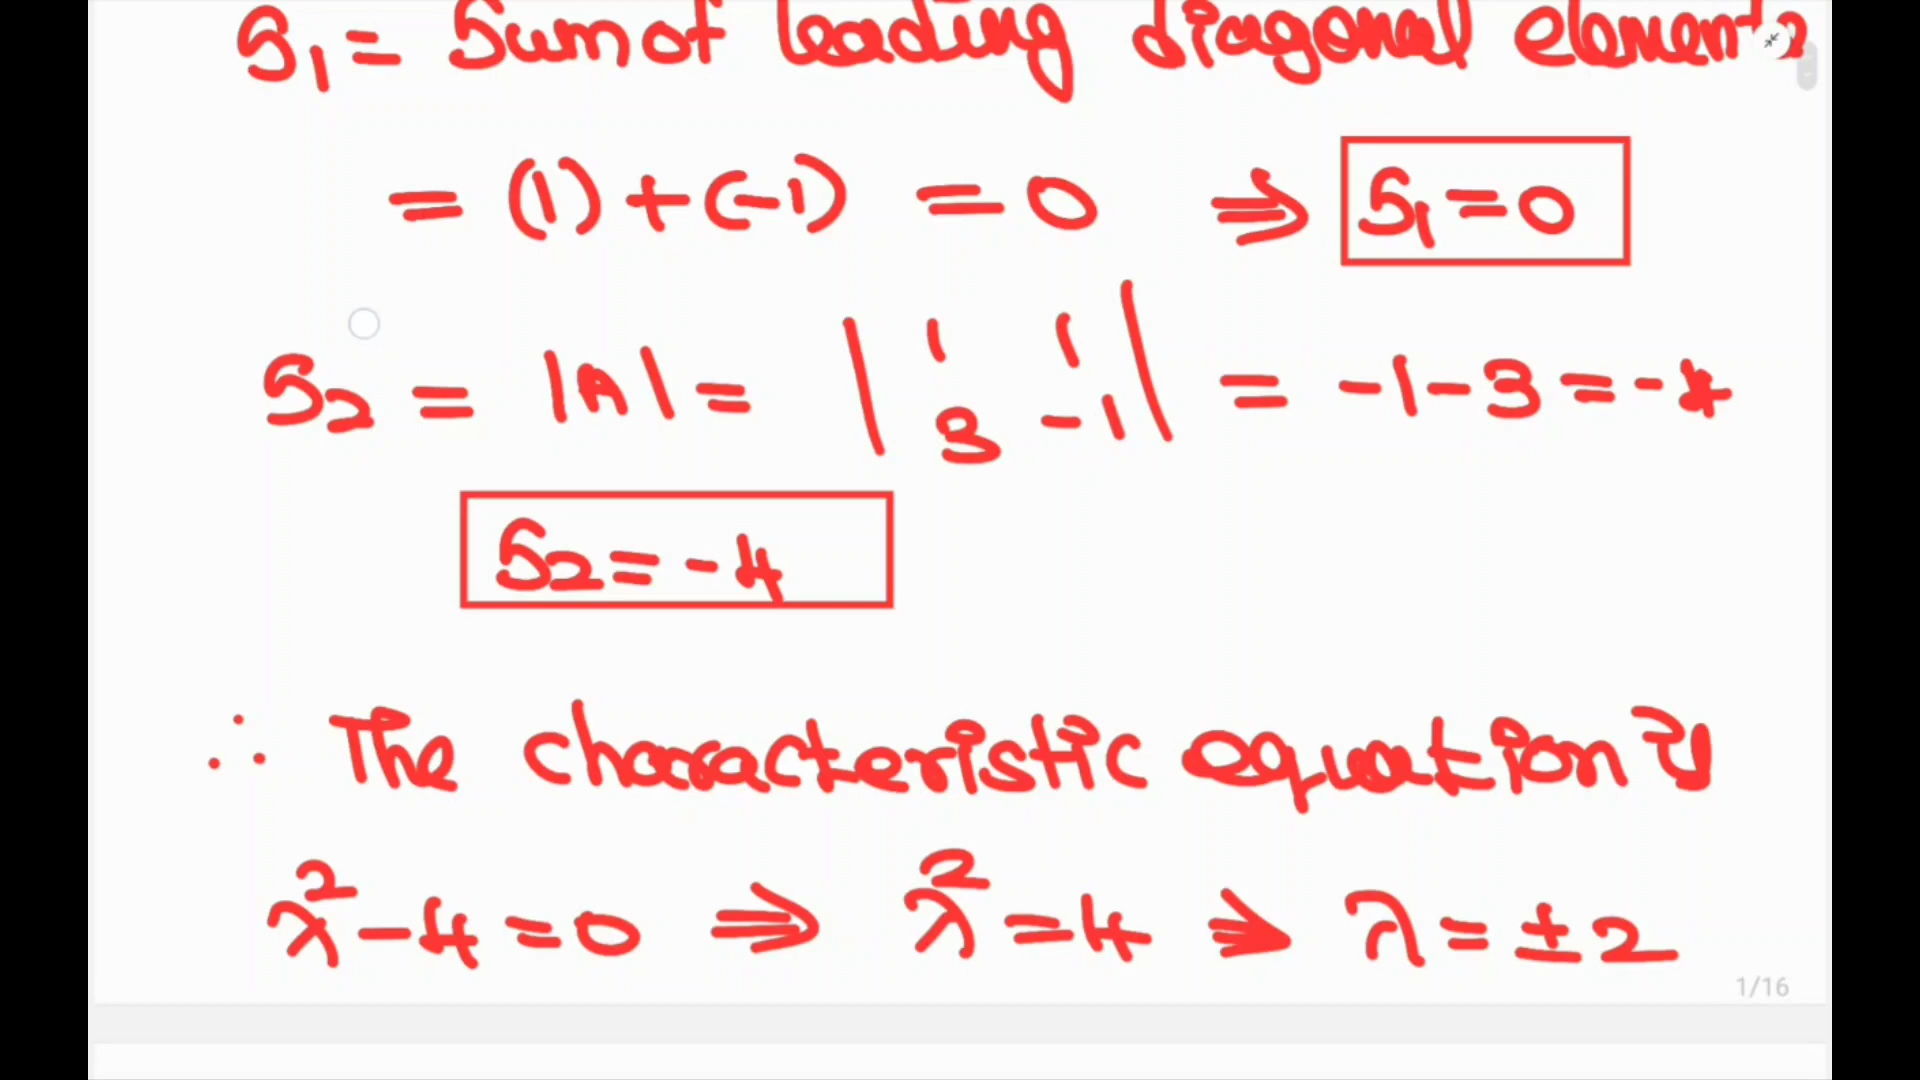 S₁ = Sum of leading diagonal elements
= (1) + (-1) = 0 ⇒ S₁ = 0
S₂ = |A| = | 1 1 | = -1 - 3 = -4
3 -1
S₂ = -4
∴ The characteristic equation is
λ² - 4 = 0 ⇒ λ² = 4 ⇒ λ = ±2
1/16